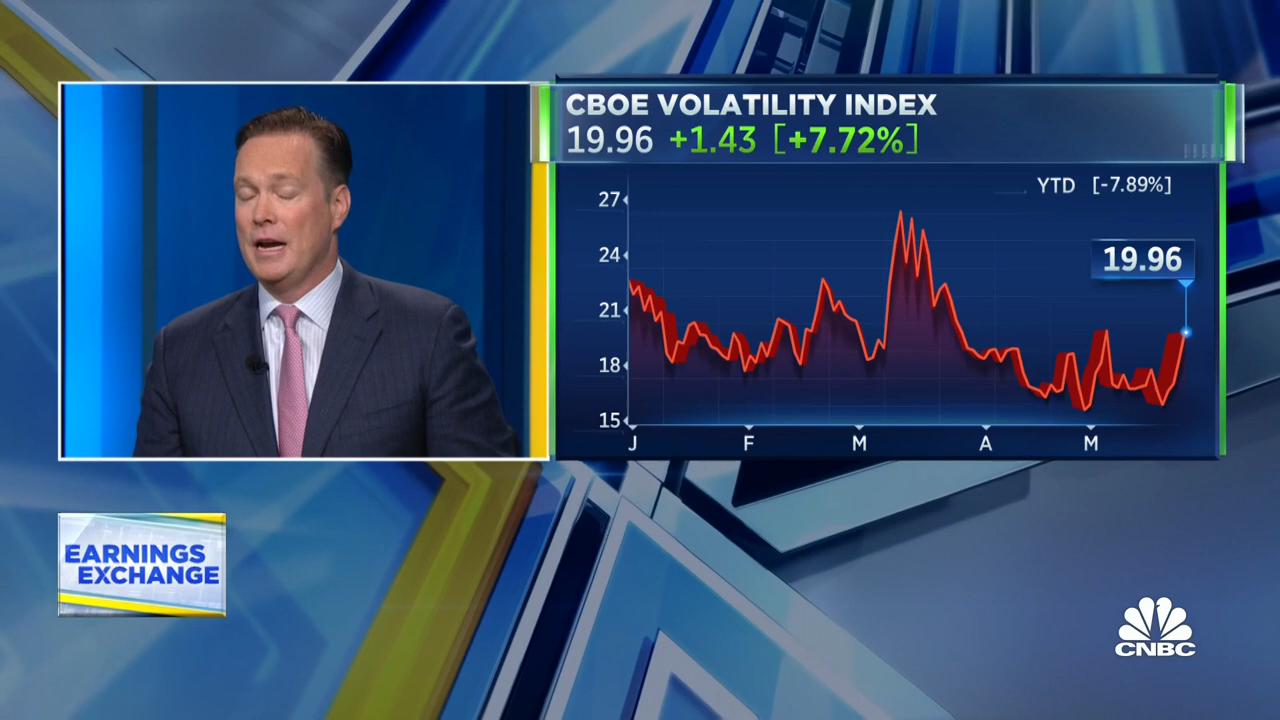 CBOE VOLATILITY INDEX
19.96 +1.43 [+7.72%]
YTD [-7.89%]
27
24
21
18
15
19.96
J F M A M
EARNINGS
EXCHANGE
CNBC